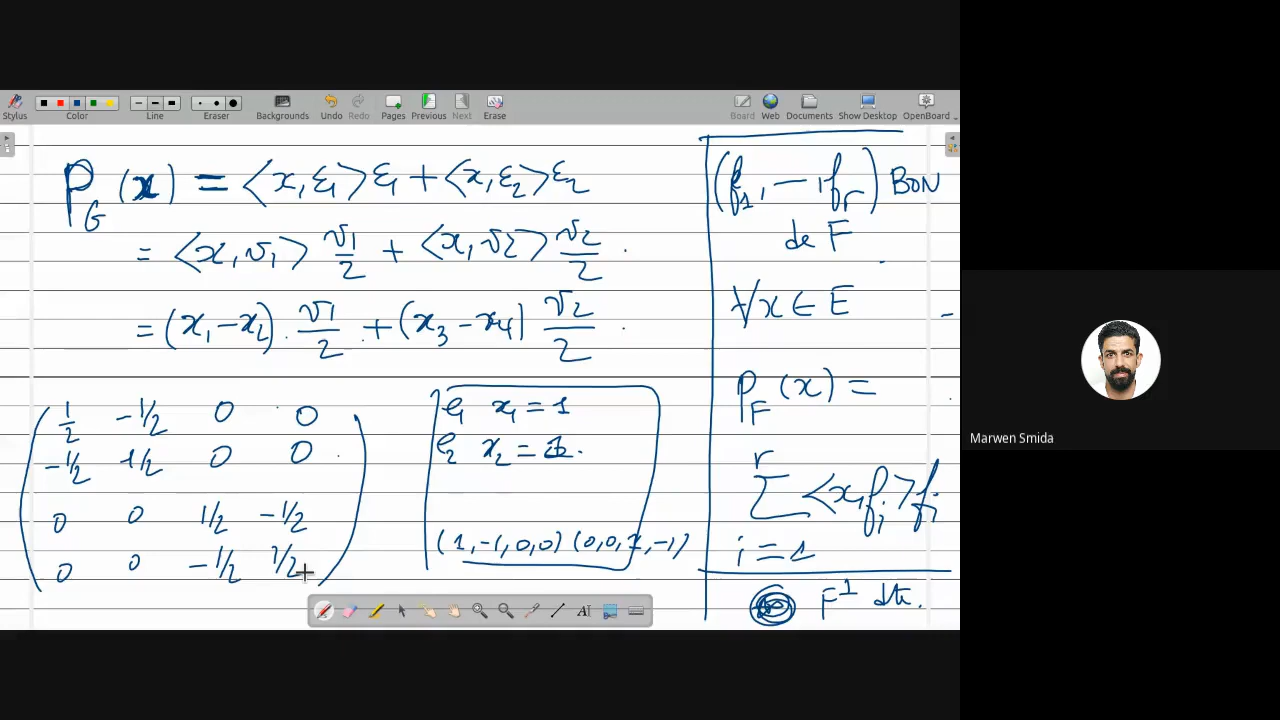 Stylus Color Line Eraser Backgrounds Undo Redo Pages Previous Next Erase Board Web Documents Show Desktop OpenBoard
P_G (x) = <x, ε₁> ε₁ + <x, ε₂> ε₂
= <x, v₁> v₁/2 + <x, v₂> v₂/2 .
= (x₁ - x₂) . v₁/2 + (x₃ - x₄) v₂/2 .
1/2 -1/2 0 0
-1/2 1/2 0 0
0 0 1/2 -1/2
0 0 -1/2 1/2
e₁ x₁ = 1
e₂ x₂ = 1.
(1, -1, 0, 0) (0, 0, 1, -1)
(f₁, -, f_r) BON
de F
∀x ∈ E
P_F (x) =
r
Σ <x, f_i> f_i
i = 1
F⊥
AI
Marwen Smida